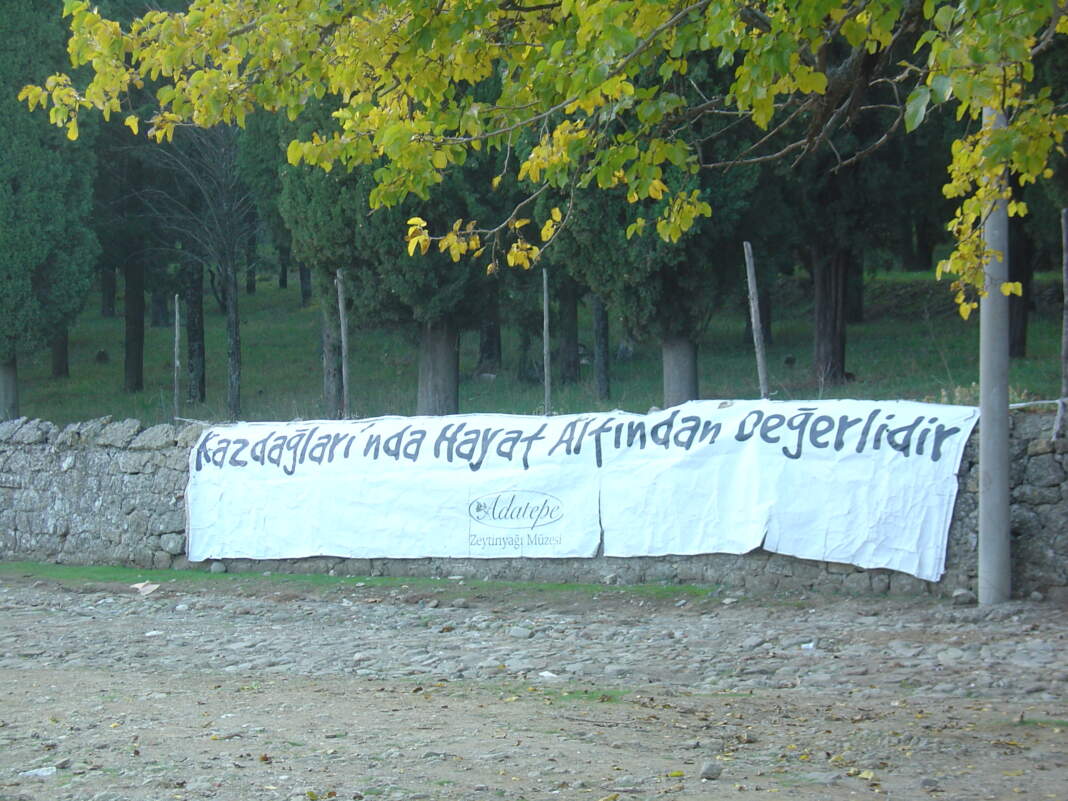 Kazdağları'nda Hayat Altından Değerlidir
Adatepe
Zeytinyağı Müzesi